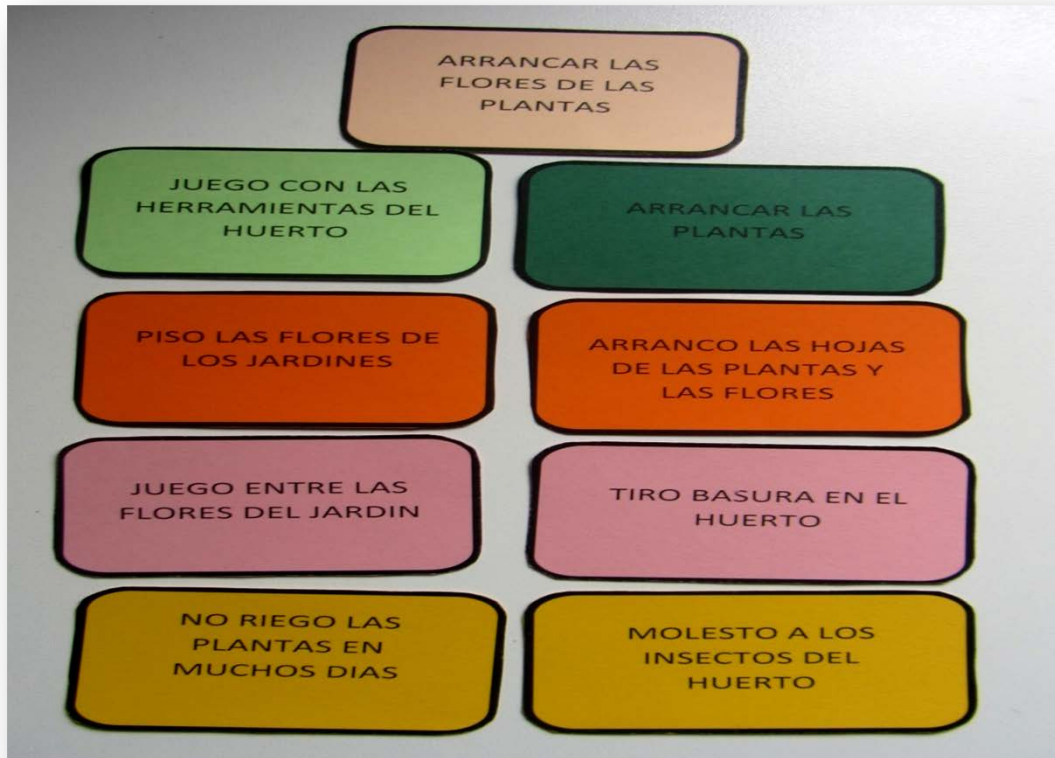 ARRANCAR LAS
FLORES DE LAS
PLANTAS
JUEGO CON LAS
HERRAMIENTAS DEL
HUERTO
ARRANCAR LAS
PLANTAS
PISO LAS FLORES DE
LOS JARDINES
ARRANCO LAS HOJAS
DE LAS PLANTAS Y
LAS FLORES
JUEGO ENTRE LAS
FLORES DEL JARDIN
TIRO BASURA EN EL
HUERTO
NO RIEGO LAS
PLANTAS EN
MUCHOS DIAS
MOLESTO A LOS
INSECTOS DEL
HUERTO